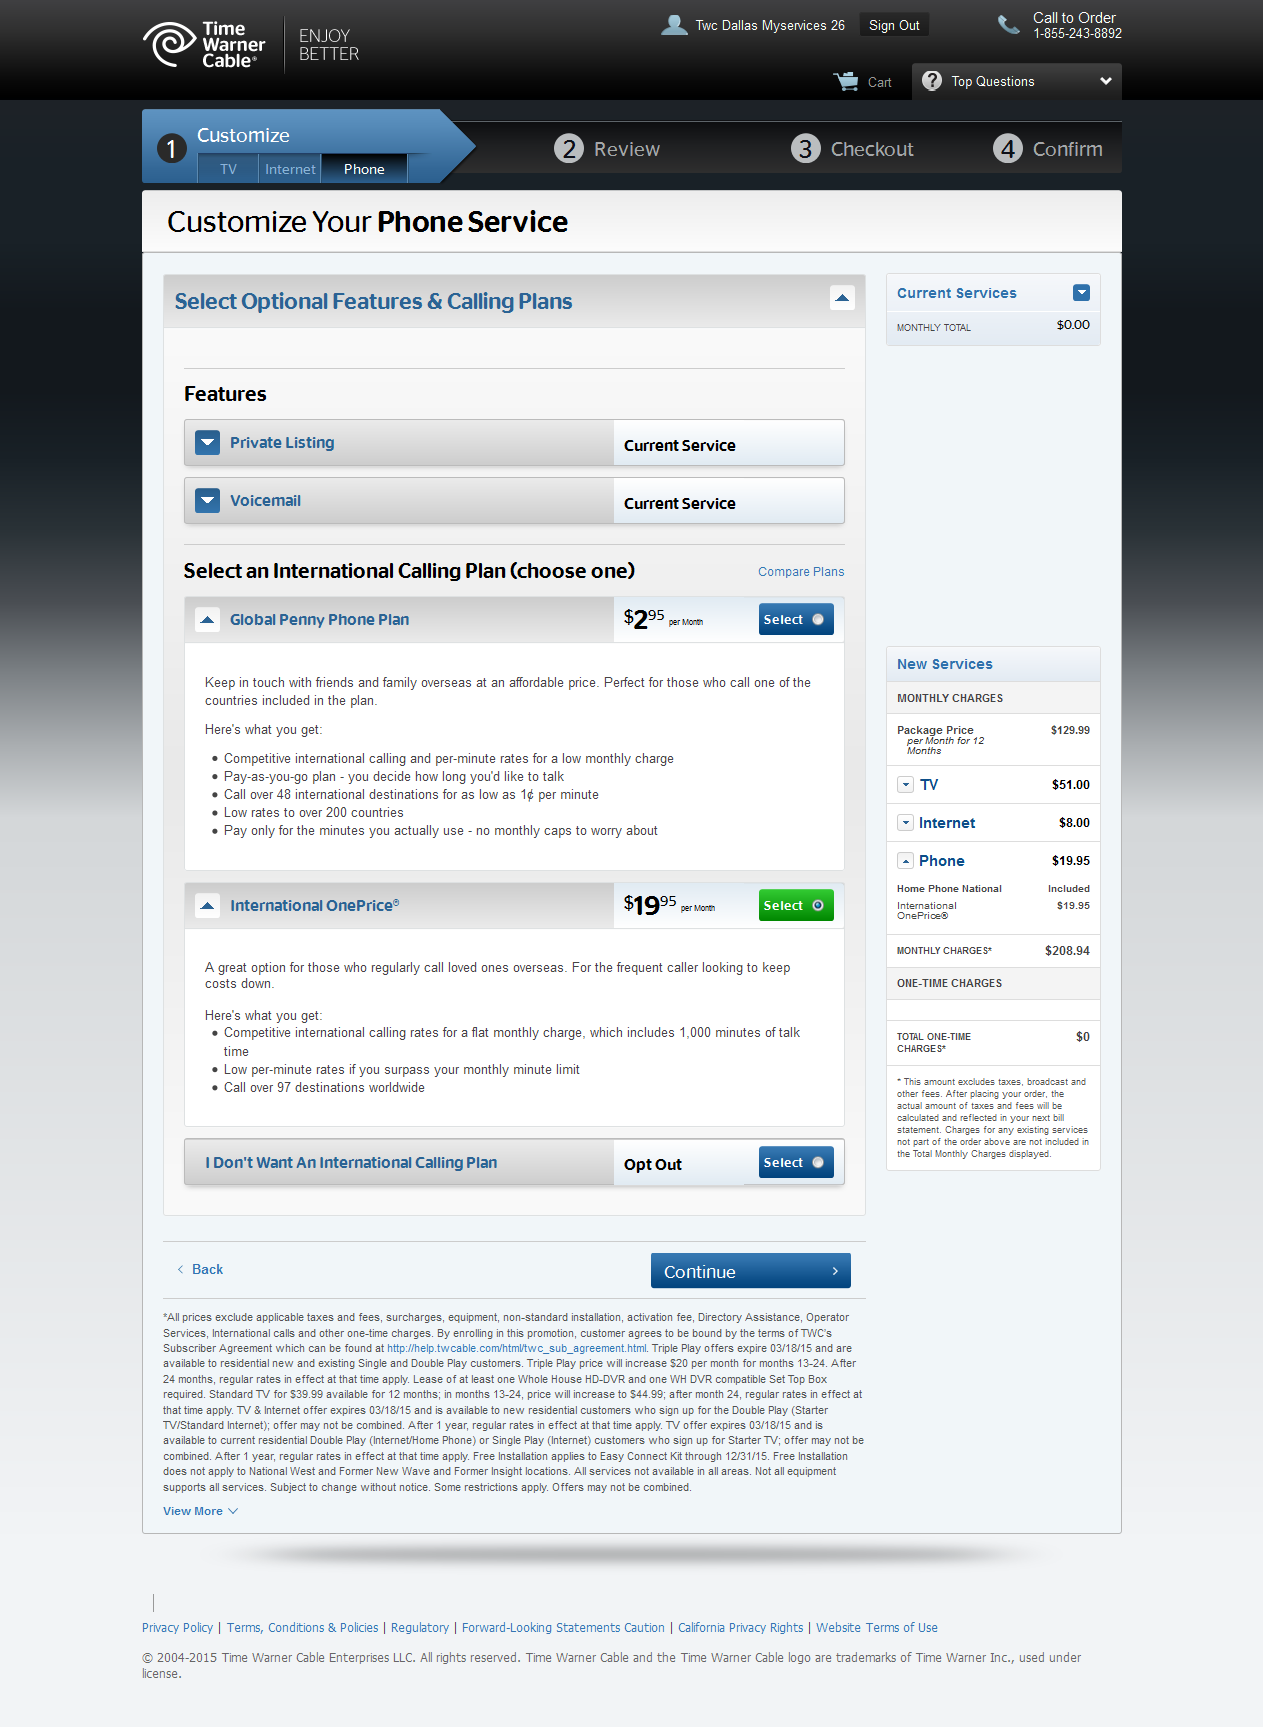 Time Warner Cable®
ENJOY BETTER
Twc Dallas Myservices 26
Sign Out
Call to Order
1-855-243-8892
Cart
? Top Questions
1 Customize
TV
Internet
Phone
2 Review
3 Checkout
4 Confirm
Customize Your Phone Service
Select Optional Features & Calling Plans
Features
Private Listing
Current Service
Voicemail
Current Service
Select an International Calling Plan (choose one)
Compare Plans
Global Penny Phone Plan
$2 95 per Month
Select
Keep in touch with friends and family overseas at an affordable price. Perfect for those who call one of the
countries included in the plan.
Here's what you get:
• Competitive international calling and per-minute rates for a low monthly charge
• Pay-as-you-go plan - you decide how long you'd like to talk
• Call over 48 international destinations for as low as 1¢ per minute
• Low rates to over 200 countries
• Pay only for the minutes you actually use - no monthly caps to worry about
International OnePrice®
$19 95 per Month
Select
A great option for those who regularly call loved ones overseas. For the frequent caller looking to keep
costs down.
Here's what you get:
• Competitive international calling rates for a flat monthly charge, which includes 1,000 minutes of talk
time
• Low per-minute rates if you surpass your monthly minute limit
• Call over 97 destinations worldwide
I Don't Want An International Calling Plan
Opt Out
Select
Current Services
MONTHLY TOTAL $0.00
New Services
MONTHLY CHARGES
Package Price $129.99
per Month for 12
Months
TV $51.00
Internet $8.00
Phone $19.95
Home Phone National Included
International $19.95
OnePrice®
MONTHLY CHARGES* $208.94
ONE-TIME CHARGES
TOTAL ONE-TIME $0
CHARGES*
* This amount excludes taxes, broadcast and
other fees. After placing your order, the
actual amount of taxes and fees will be
calculated and reflected in your next bill
statement. Charges for any existing services
not part of the order above are not included in
the Total Monthly Charges displayed.
< Back
Continue >
*All prices exclude applicable taxes and fees, surcharges, equipment, non-standard installation, activation fee, Directory Assistance, Operator
Services, International calls and other one-time charges. By enrolling in this promotion, customer agrees to be bound by the terms of TWC's
Subscriber Agreement which can be found at http://help.twcable.com/html/twc_sub_agreement.html. Triple Play offers expire 03/18/15 and are
available to residential new and existing Single and Double Play customers. Triple Play price will increase $20 per month for months 13-24. After
24 months, regular rates in effect at that time apply. Lease of at least one Whole House HD-DVR and one WH DVR compatible Set Top Box
required. Standard TV for $39.99 available for 12 months; in months 13-24, price will increase to $44.99; after month 24, regular rates in effect at
that time apply. TV & Internet offer expires 03/18/15 and is available to new residential customers who sign up for the Double Play (Starter
TV/Standard Internet); offer may not be combined. After 1 year, regular rates in effect at that time apply. TV offer expires 03/18/15 and is
available to current residential Double Play (Internet/Home Phone) or Single Play (Internet) customers who sign up for Starter TV; offer may not be
combined. After 1 year, regular rates in effect at that time apply. Free Installation applies to Easy Connect Kit through 12/31/15. Free Installation
does not apply to National West and Former New Wave and Former Insight locations. All services not available in all areas. Not all equipment
supports all services. Subject to change without notice. Some restrictions apply. Offers may not be combined.
View More
Privacy Policy | Terms, Conditions & Policies | Regulatory | Forward-Looking Statements Caution | California Privacy Rights | Website Terms of Use
© 2004-2015 Time Warner Cable Enterprises LLC. All rights reserved. Time Warner Cable and the Time Warner Cable logo are trademarks of Time Warner Inc., used under
license.